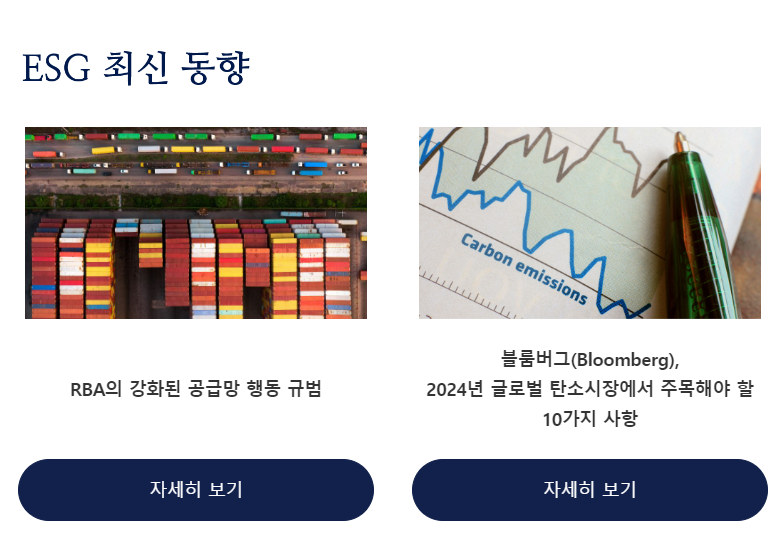 ESG 최신 동향
Carbon emissions
RBA의 강화된 공급망 행동 규범
블룸버그(Bloomberg),
2024년 글로벌 탄소시장에서 주목해야 할
10가지 사항
자세히 보기
자세히 보기